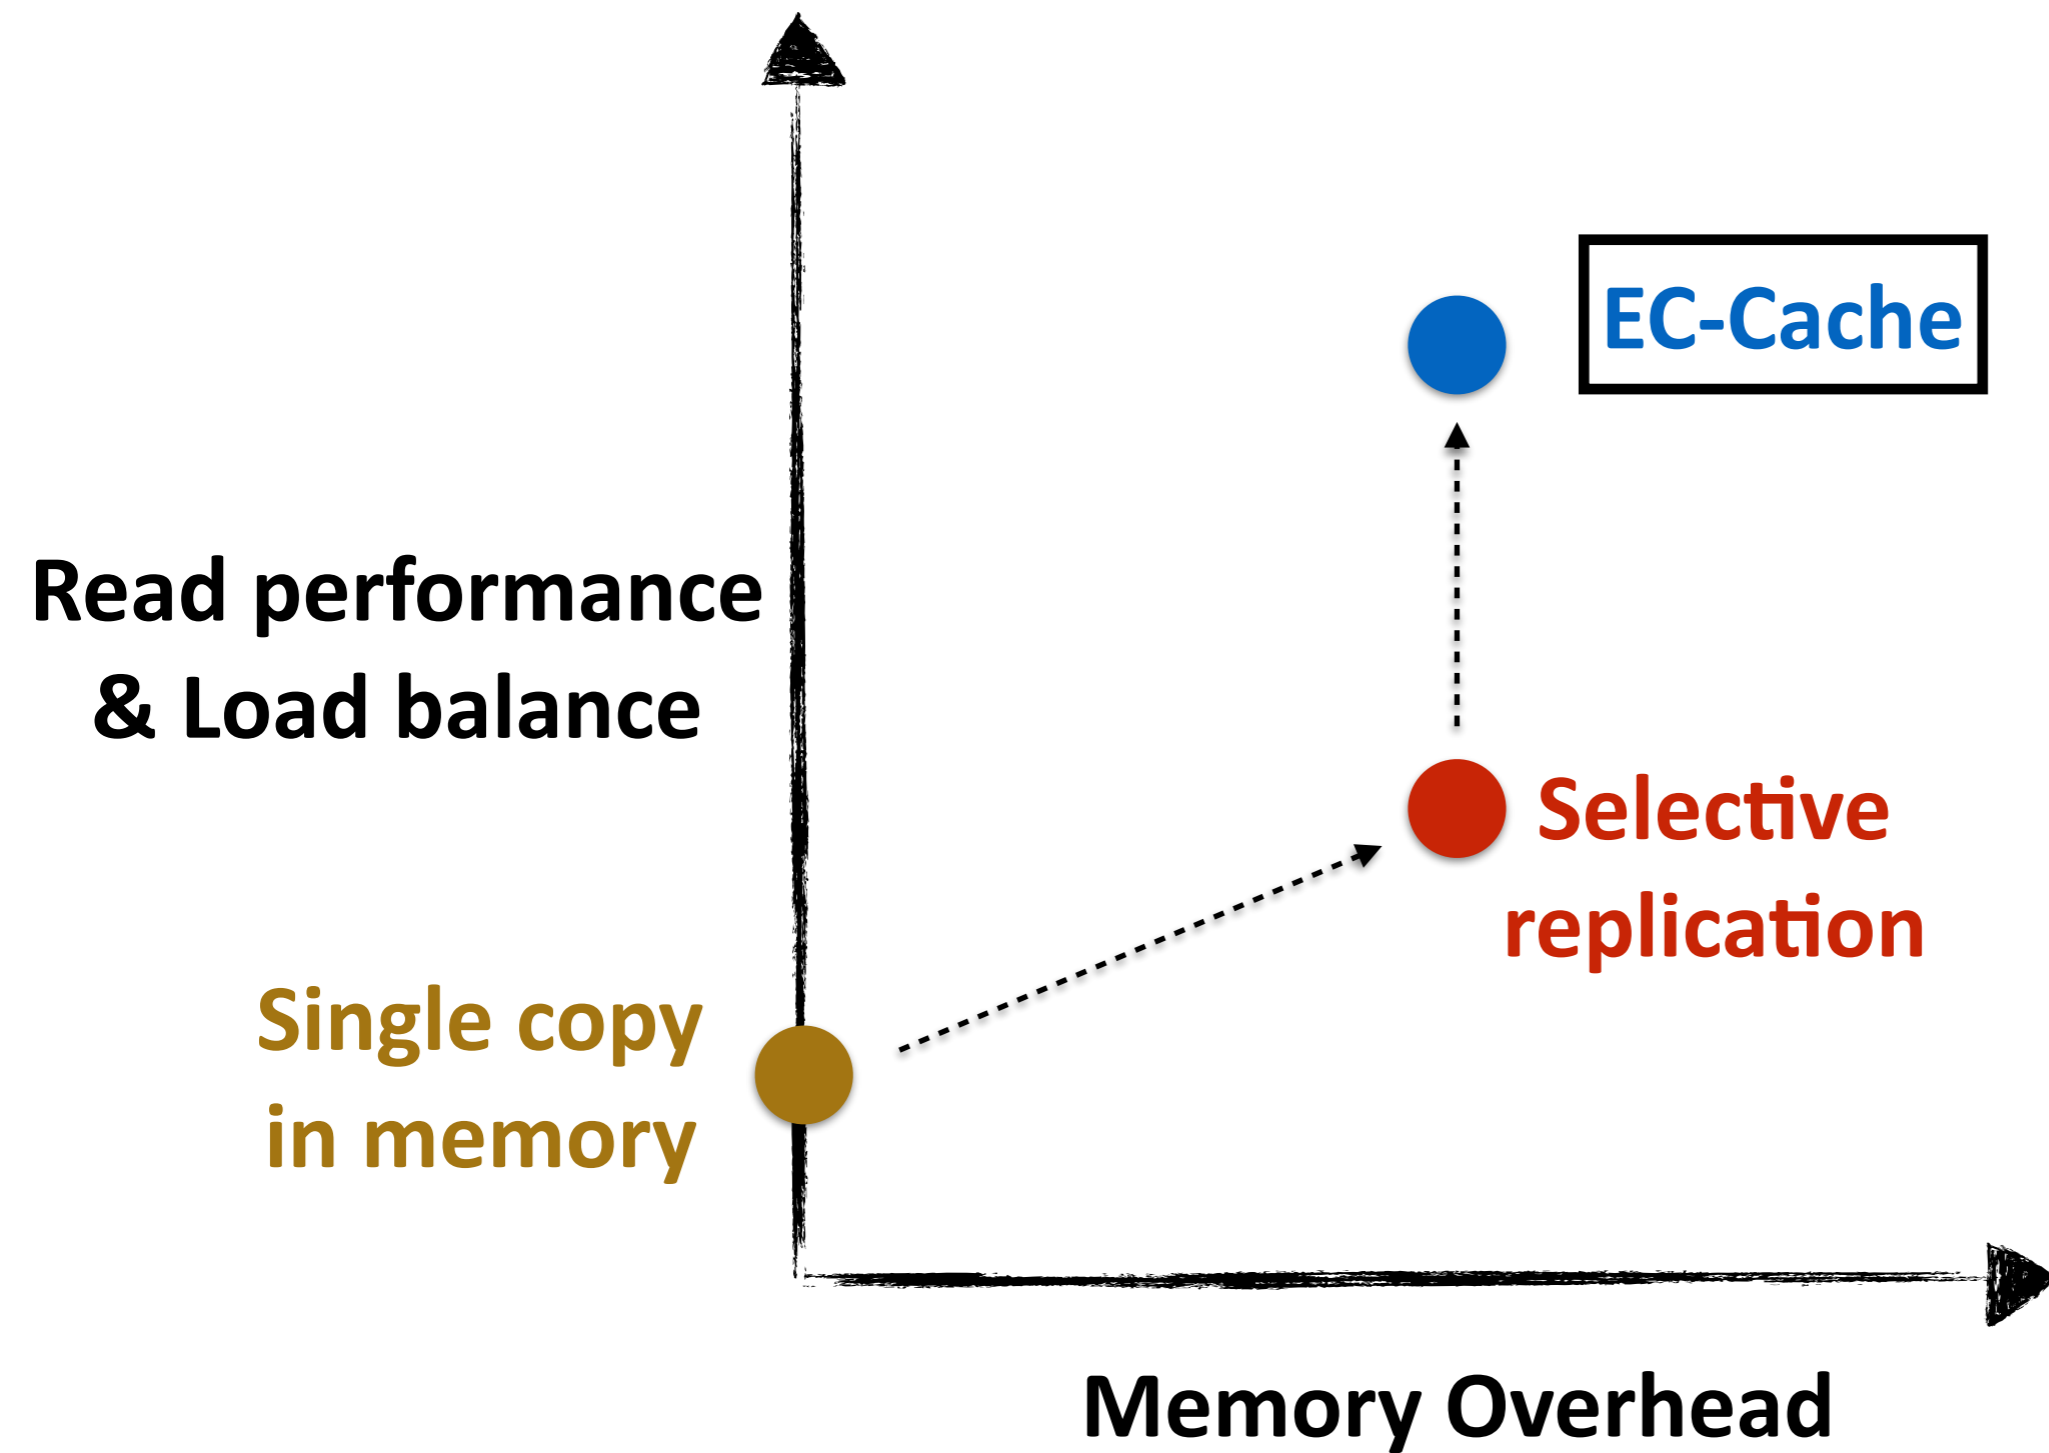 EC-Cache
Read performance
& Load balance
Selective
replication
Single copy
in memory
Memory Overhead